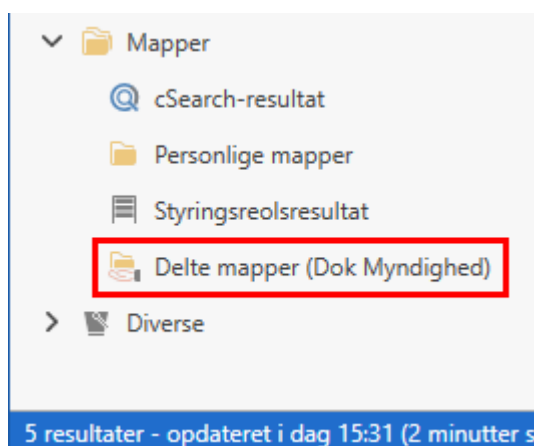 Mapper
cSearch-resultat
Personlige mapper
Styringsreolsresultat
Delte mapper (Dok Myndighed)
Diverse
5 resultater - opdateret i dag 15:31 (2 minutter s